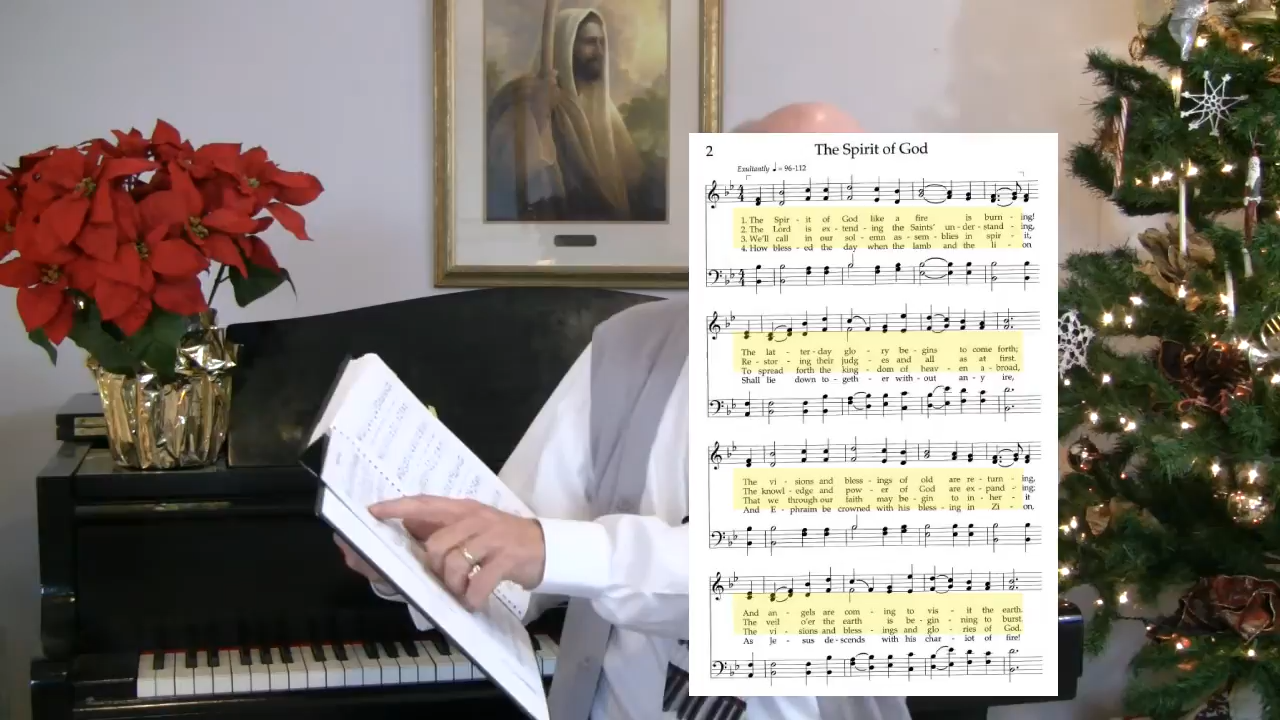 2 The Spirit of God
Exultantly ♩ = 96-112
1. The Spir - it of God like a fire is burn - ing!
2. The Lord is ex - tend - ing the Saints' un - der - stand - ing,
3. We'll call in our sol - emn as - sem - blies in spir - it,
4. How bless - ed the day when the lamb and the li - on
The lat - ter-day glo - ry be - gins to come forth;
Re - stor - ing their judg - es and all as at first.
To spread forth the king - dom of heav - en a - broad,
Shall lie down to - geth - er with - out an - y ire,
The vi - sions and bless - ings of old are re - turn - ing,
The knowl - edge and pow - er of God are ex - pand - ing;
That we through our faith may be - gin to in - her - it
And E - phraim be crowned with his bless - ing in Zi - on,
And an - gels are com - ing to vis - it the earth.
The veil o'er the earth is be - gin - ning to burst.
The vi - sions and bless - ings and glo - ries of God.
As Je - sus de - scends with his char - iot of fire!